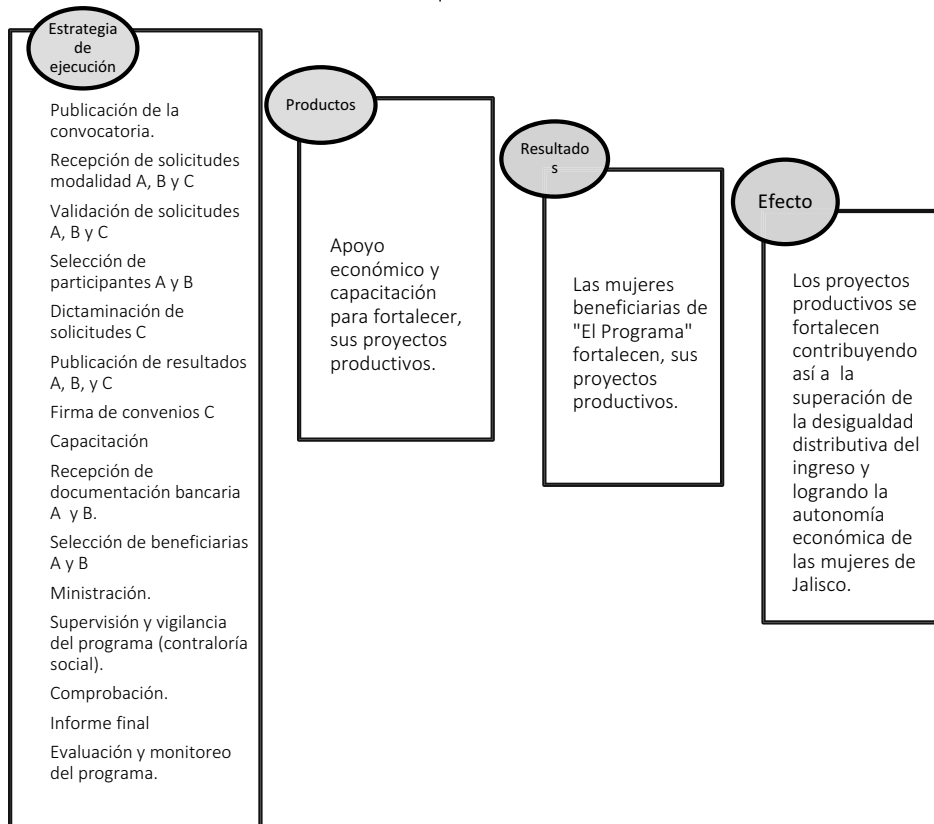 Estrategia
de
ejecución
Publicación de la
convocatoria.
Recepción de solicitudes
modalidad A, B y C
Validación de solicitudes
A, B y C
Selección de
participantes A y B
Dictaminación de
solicitudes C
Publicación de resultados
A, B, y C
Firma de convenios C
Capacitación
Recepción de
documentación bancaria
A y B.
Selección de beneficiarias
A y B
Ministración.
Supervisión y vigilancia
del programa (contraloría
social).
Comprobación.
Informe final
Evaluación y monitoreo
del programa.
Productos
Apoyo
económico y
capacitación
para fortalecer,
sus proyectos
productivos.
Resultado
s
Las mujeres
beneficiarias de
"El Programa"
fortalecen, sus
proyectos
productivos.
Efecto
Los proyectos
productivos se
fortalecen
contribuyendo
así a la
superación de
la desigualdad
distributiva del
ingreso y
logrando la
autonomía
económica de
las mujeres de
Jalisco.